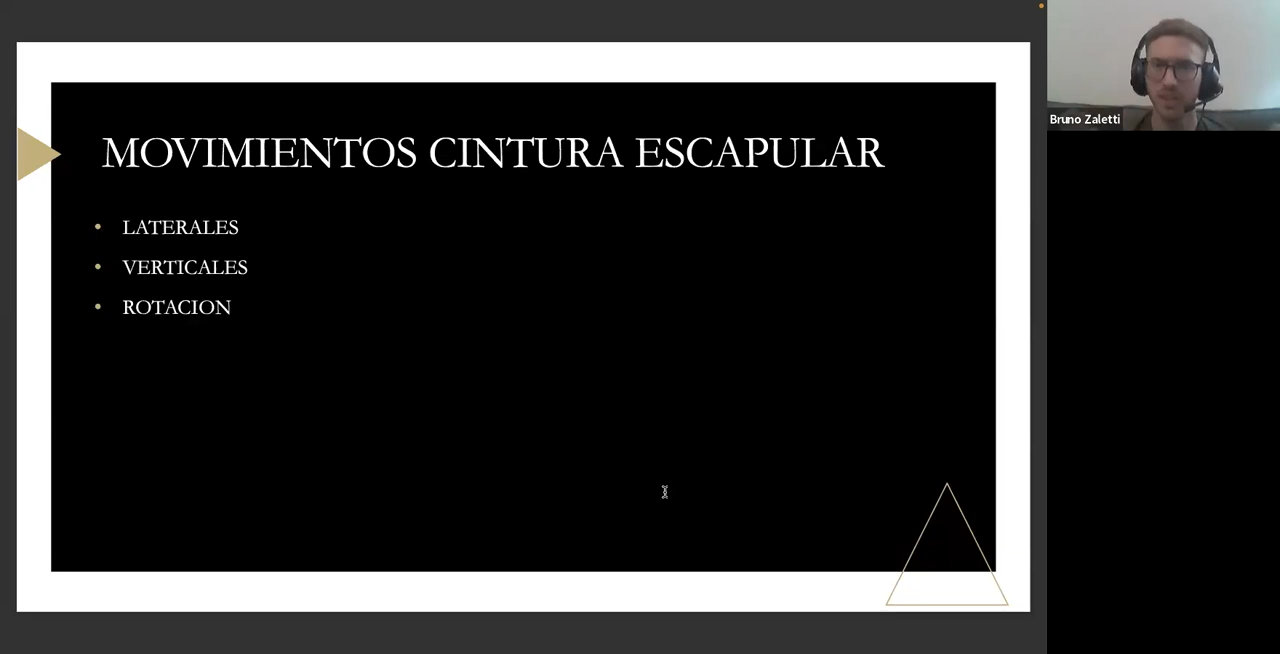 MOVIMIENTOS CINTURA ESCAPULAR
• LATERALES
• VERTICALES
• ROTACION
Bruno Zaletti